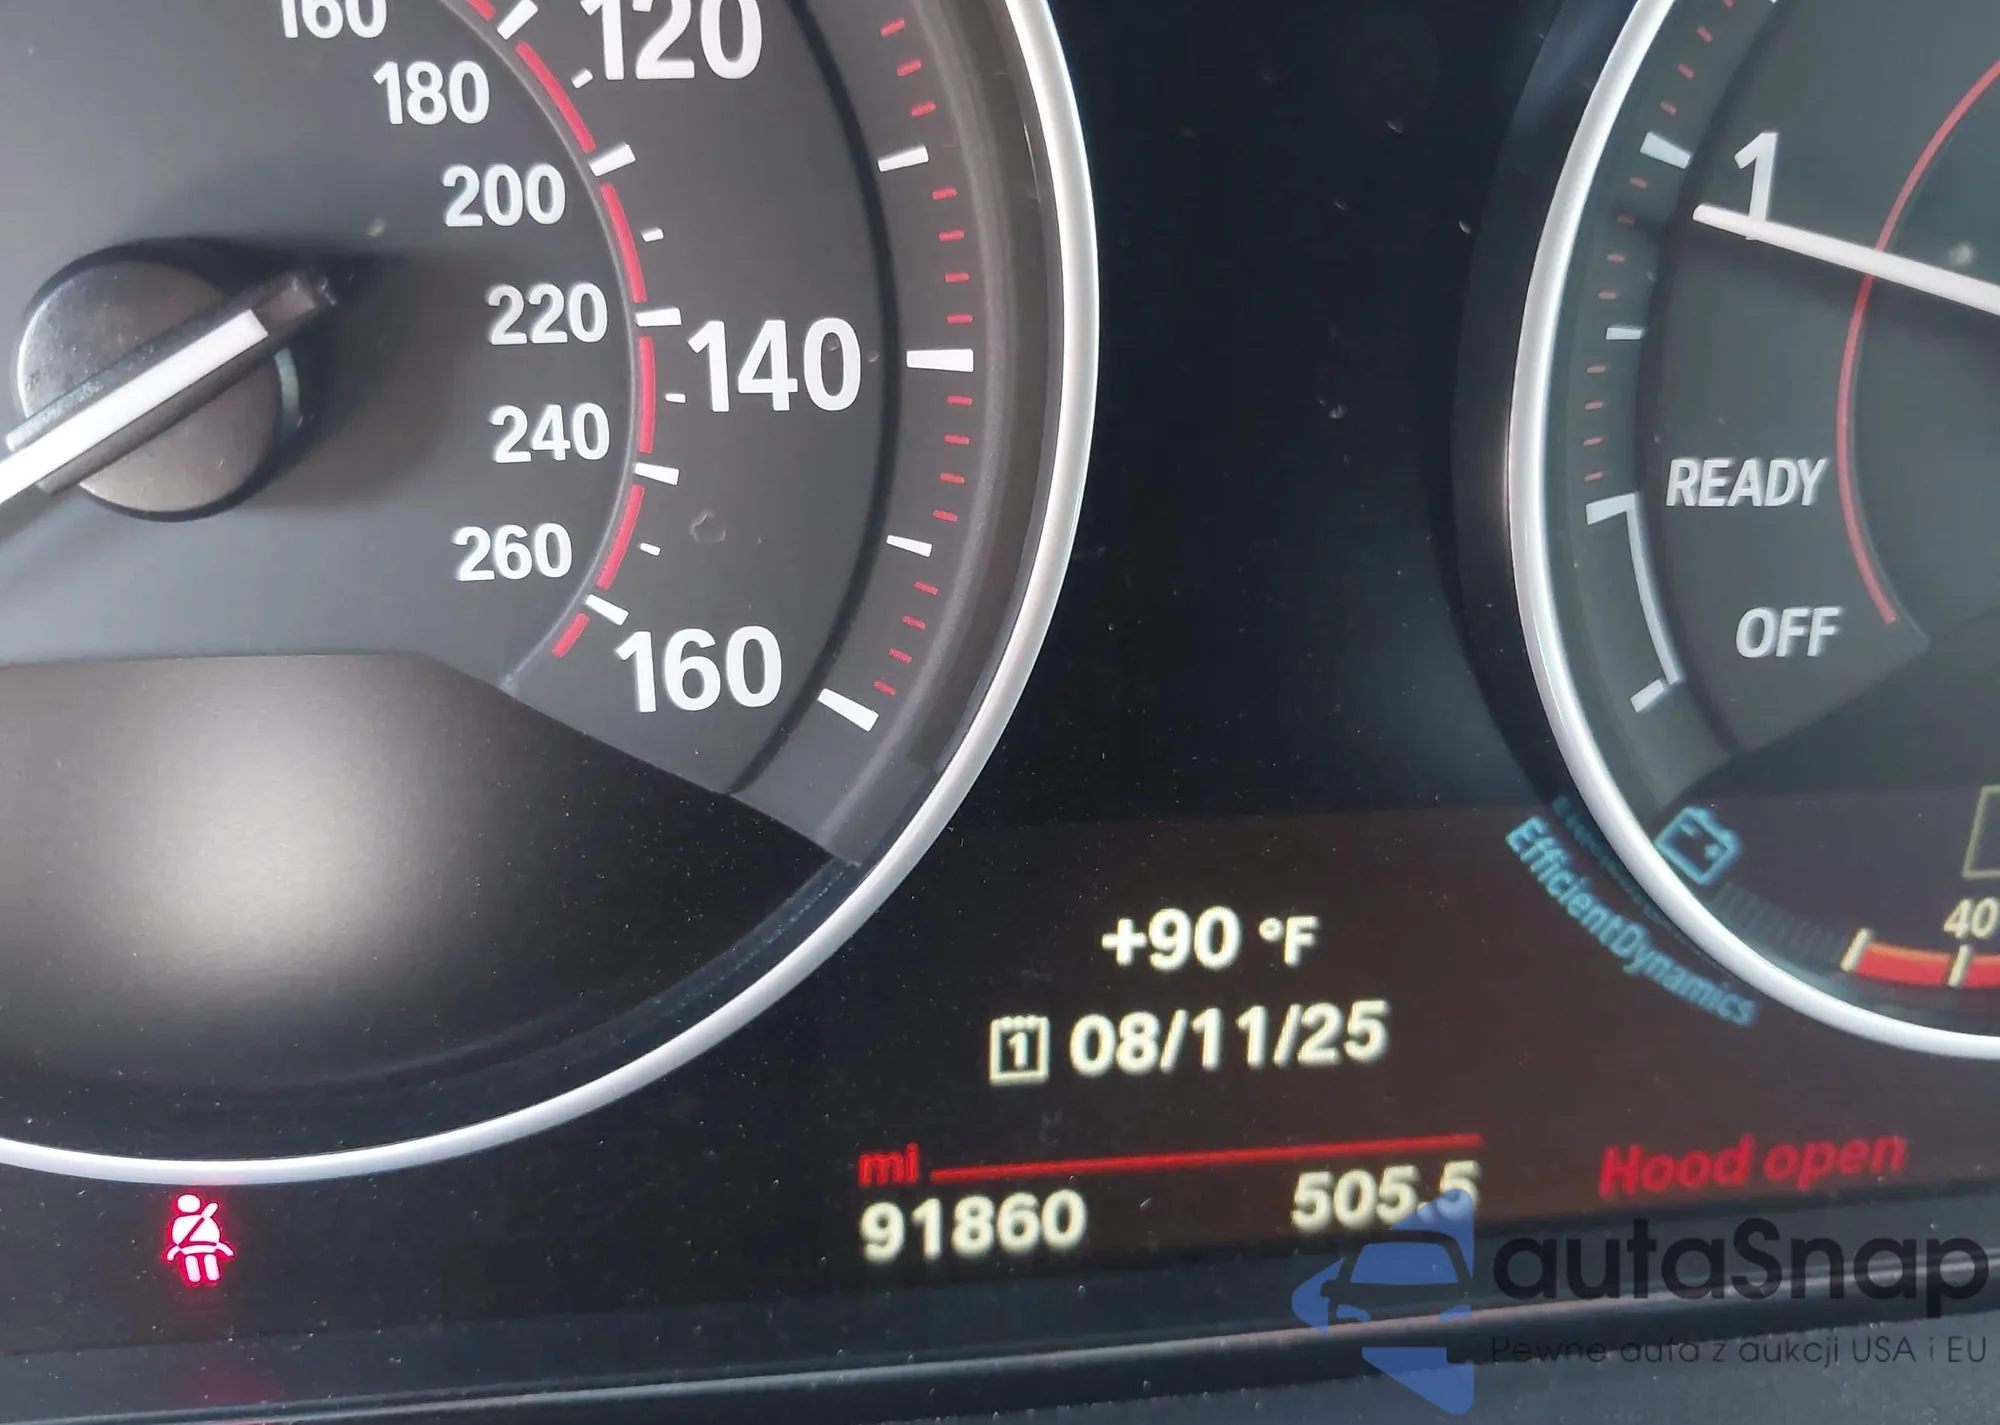 160
120
180
200
220
140
240
260
160
1
READY
OFF
EfficientDynamics
40
+90 °F
1 08/11/25
mi
91860 505.5
Hood open
autaSnap
Pewne auta z aukcji USA i EU